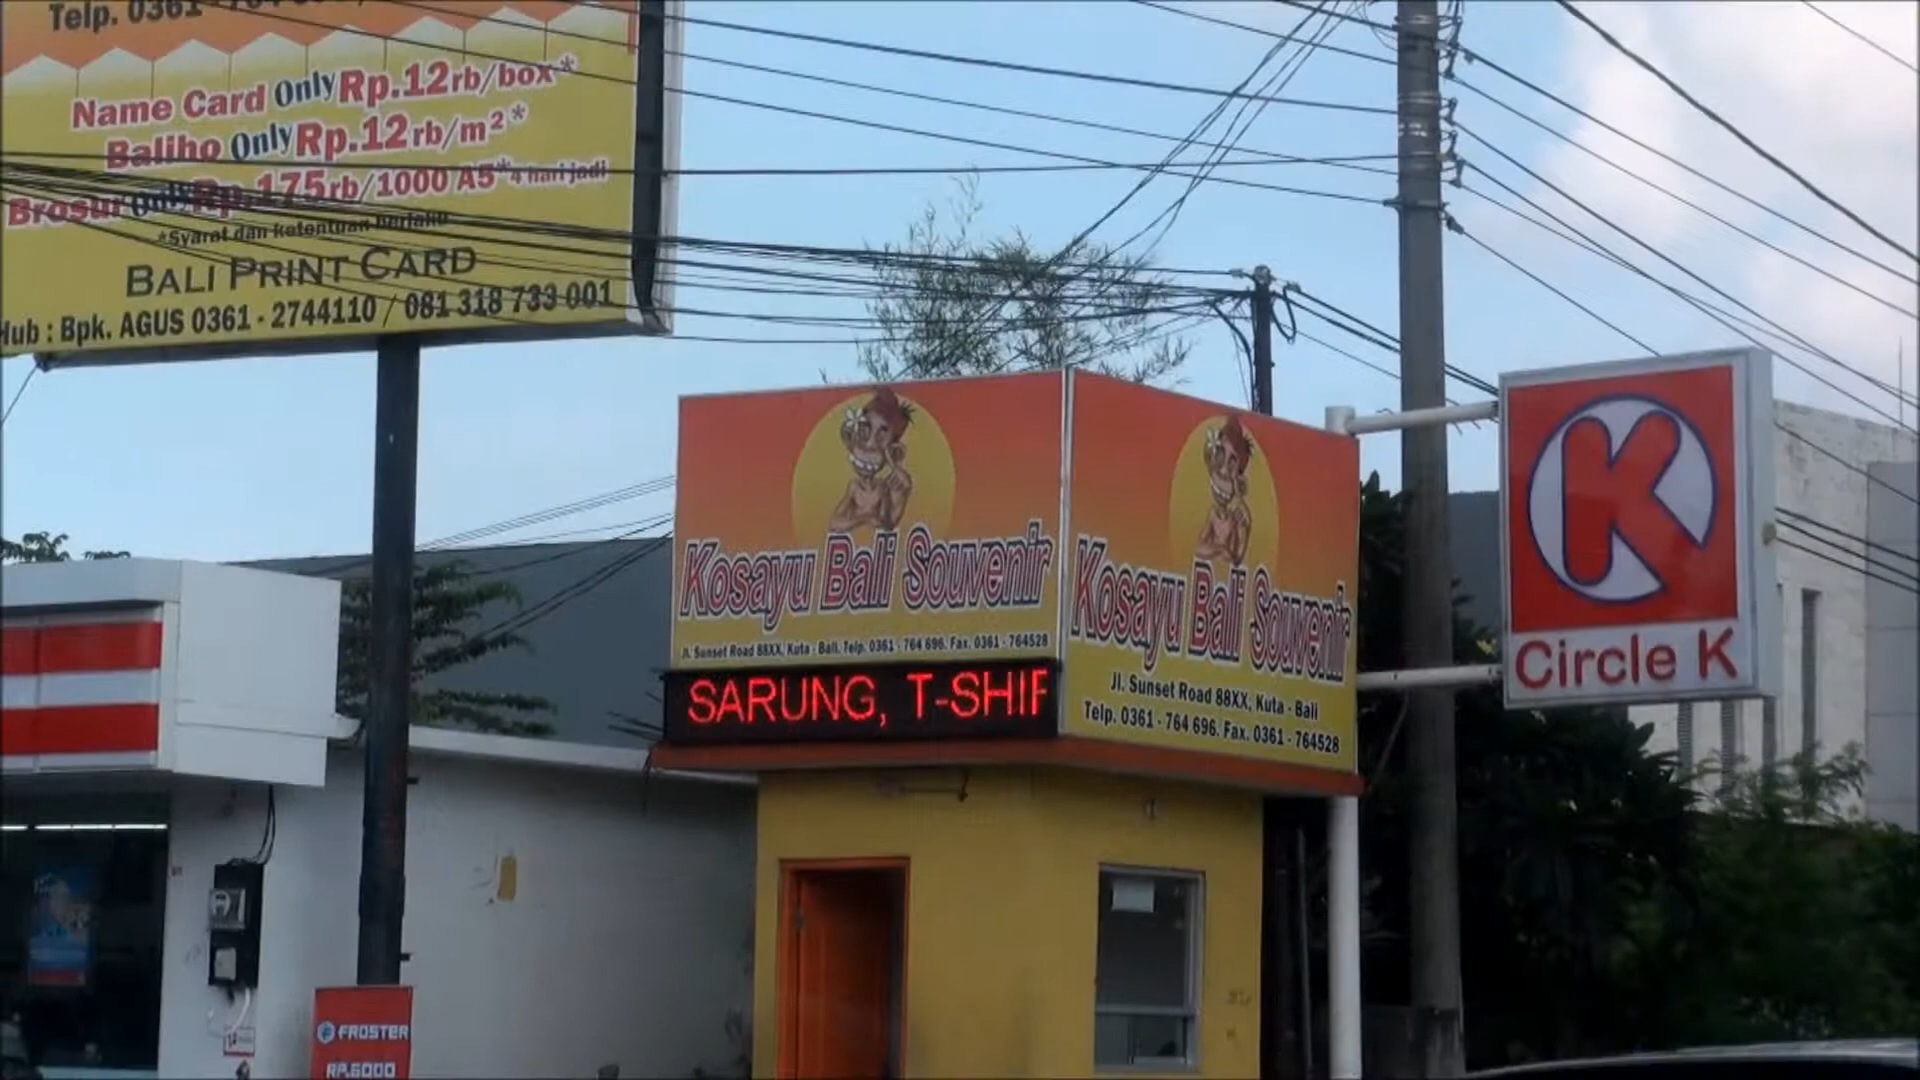 Telp. 0361
Name Card Only Rp.12rb/box*
Baliho Only Rp.12rb/m²*
Brosur Only Rp.175rb/1000 A5* 4 hari jadi
*Syarat dan ketentuan berlaku
BALI PRINT CARD
Hub : Bpk. AGUS 0361 - 2744110 / 081 318 733 001
Kosayu Bali Souvenir
Jl. Sunset Road 88XX, Kuta - Bali. Telp. 0361 - 764 696. Fax. 0361 - 764528
SARUNG, T-SHIR
Kosayu Bali Souvenir
Jl. Sunset Road 88XX, Kuta - Bali
Telp. 0361 - 764 696. Fax. 0361 - 764528
K
Circle K
FROSTER
RP.6000